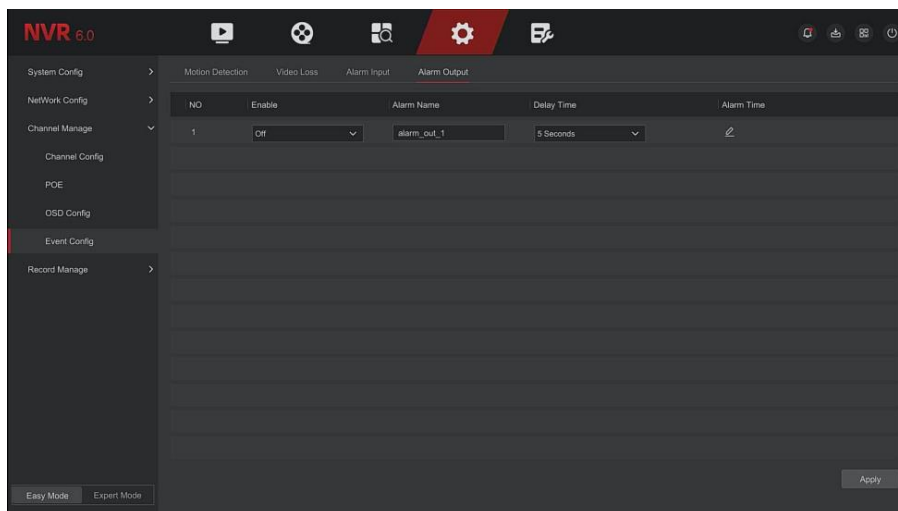 NVR 6.0
System Config
NetWork Config
Channel Manage
Channel Config
POE
OSD Config
Event Config
Record Manage
Easy Mode Expert Mode
Motion Detection Video Loss Alarm Input Alarm Output
NO Enable Alarm Name Delay Time Alarm Time
1 Off alarm_out_1 5 Seconds
Apply